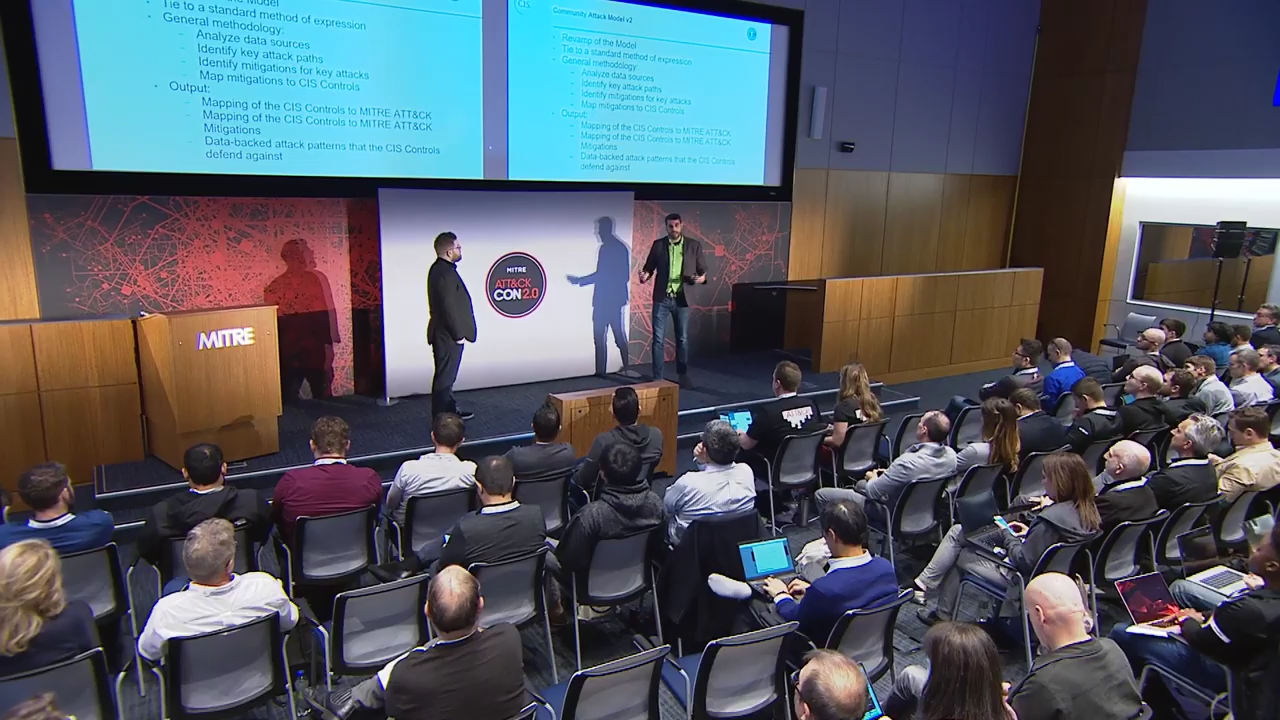 the Model
Tie to a standard method of expression
General methodology:
- Analyze data sources
- Identify key attack paths
- Identify mitigations for key attacks
- Map mitigations to CIS Controls
Output:
- Mapping of the CIS Controls to MITRE ATT&CK
- Mapping of the CIS Controls to MITRE ATT&CK
Mitigations
- Data-backed attack patterns that the CIS Controls
defend against
CIS.
Community Attack Model v2
- Revamp of the Model
- Tie to a standard method of expression
- General methodology:
- Analyze data sources
- Identify key attack paths
- Identify mitigations for key attacks
- Map mitigations to CIS Controls
- Output:
- Mapping of the CIS Controls to MITRE ATT&CK
- Mapping of the CIS Controls to MITRE ATT&CK
Mitigations
- Data-backed attack patterns that the CIS Controls
defend against
MITRE
ATT&CK
CON 2.0
MITRE
ATT&CK